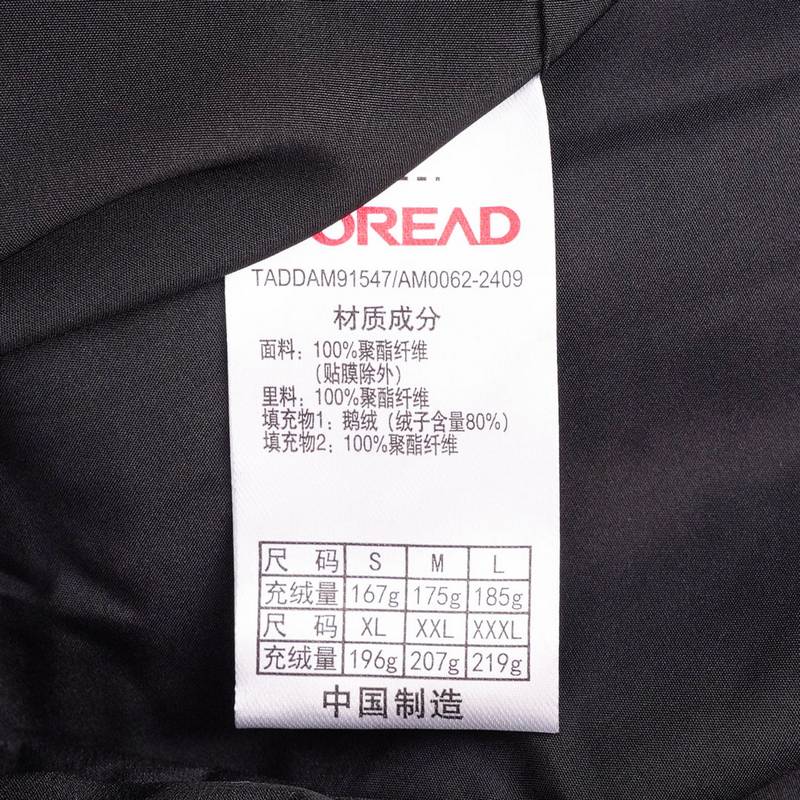 OREAD
TADDAM91547/AM0062-2409
材质成分
面料：100%聚酯纤维
（贴膜除外）
里料：100%聚酯纤维
填充物1：鹅绒（绒子含量80%）
填充物2：100%聚酯纤维
尺 码 S M L
充绒量 167g 175g 185g
尺 码 XL XXL XXXL
充绒量 196g 207g 219g
中国制造